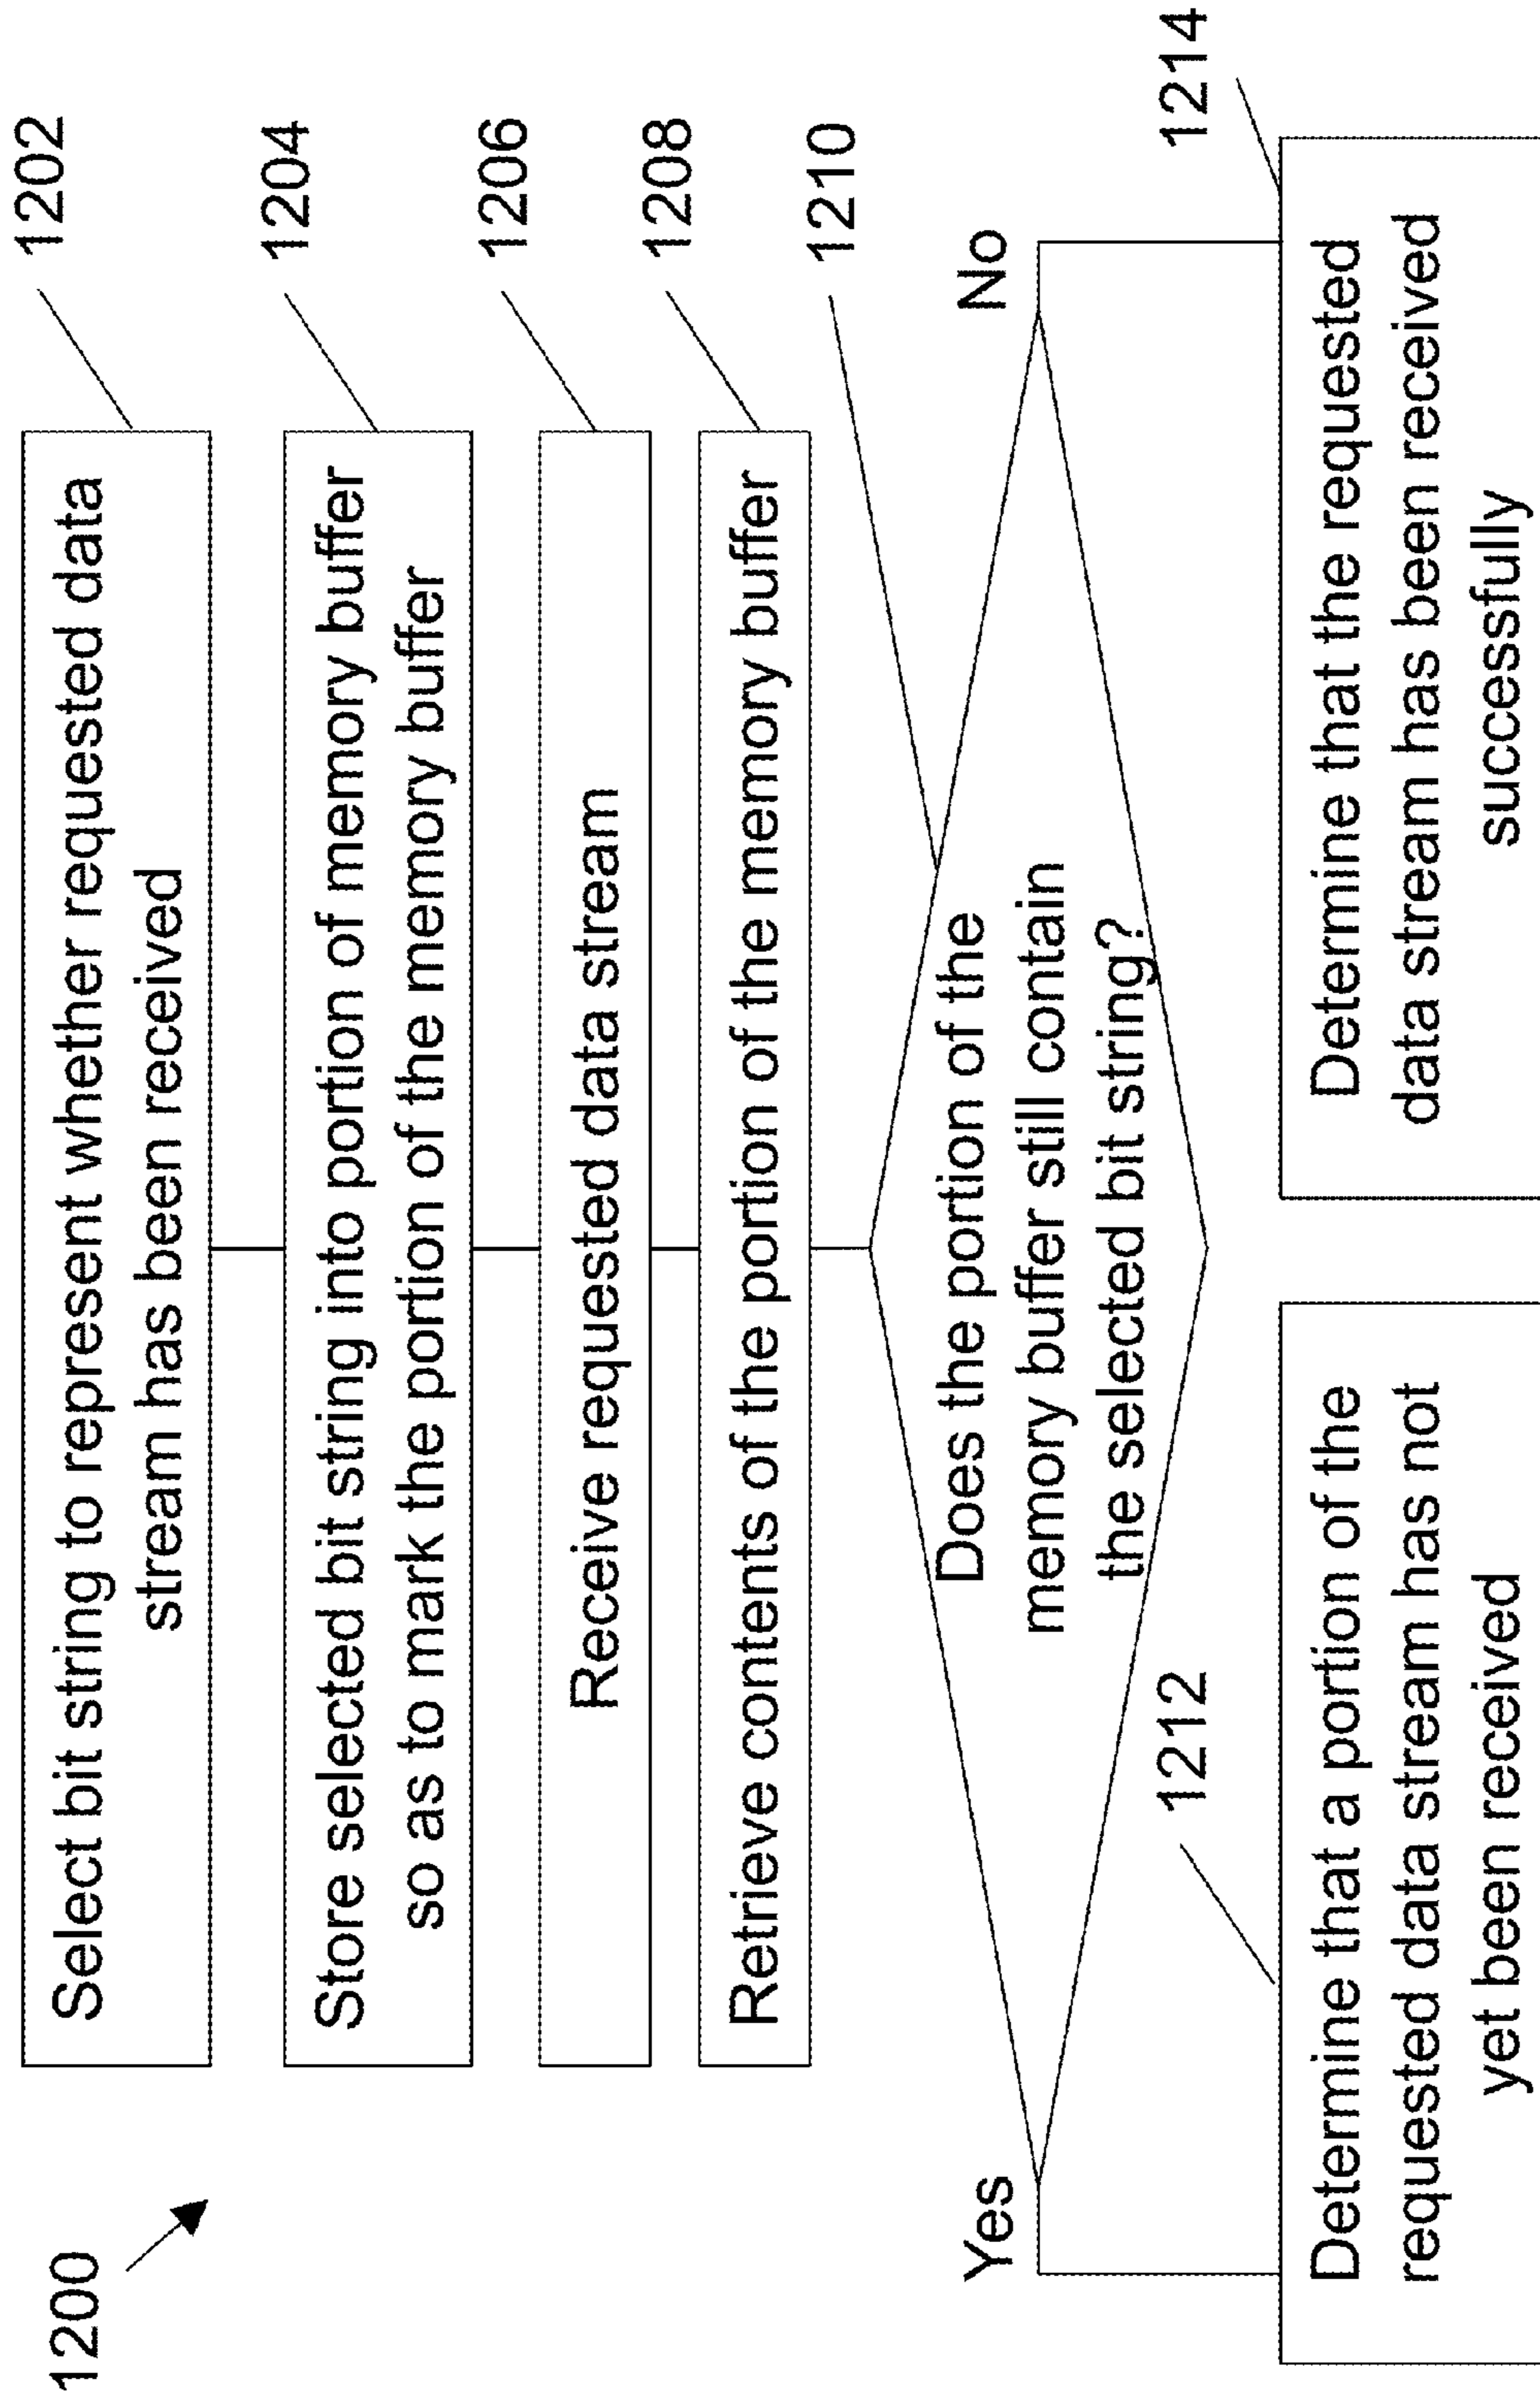 1200
Select bit string to represent whether requested data
stream has been received
1202
Store selected bit string into portion of memory buffer
so as to mark the portion of the memory buffer
1204
Receive requested data stream
1206
Retrieve contents of the portion of the memory buffer
1208
Does the portion of the
memory buffer still contain
the selected bit string?
1210
Yes
No
1212
Determine that a portion of the
requested data stream has not
yet been received
1214
Determine that the requested
data stream has been received
successfully